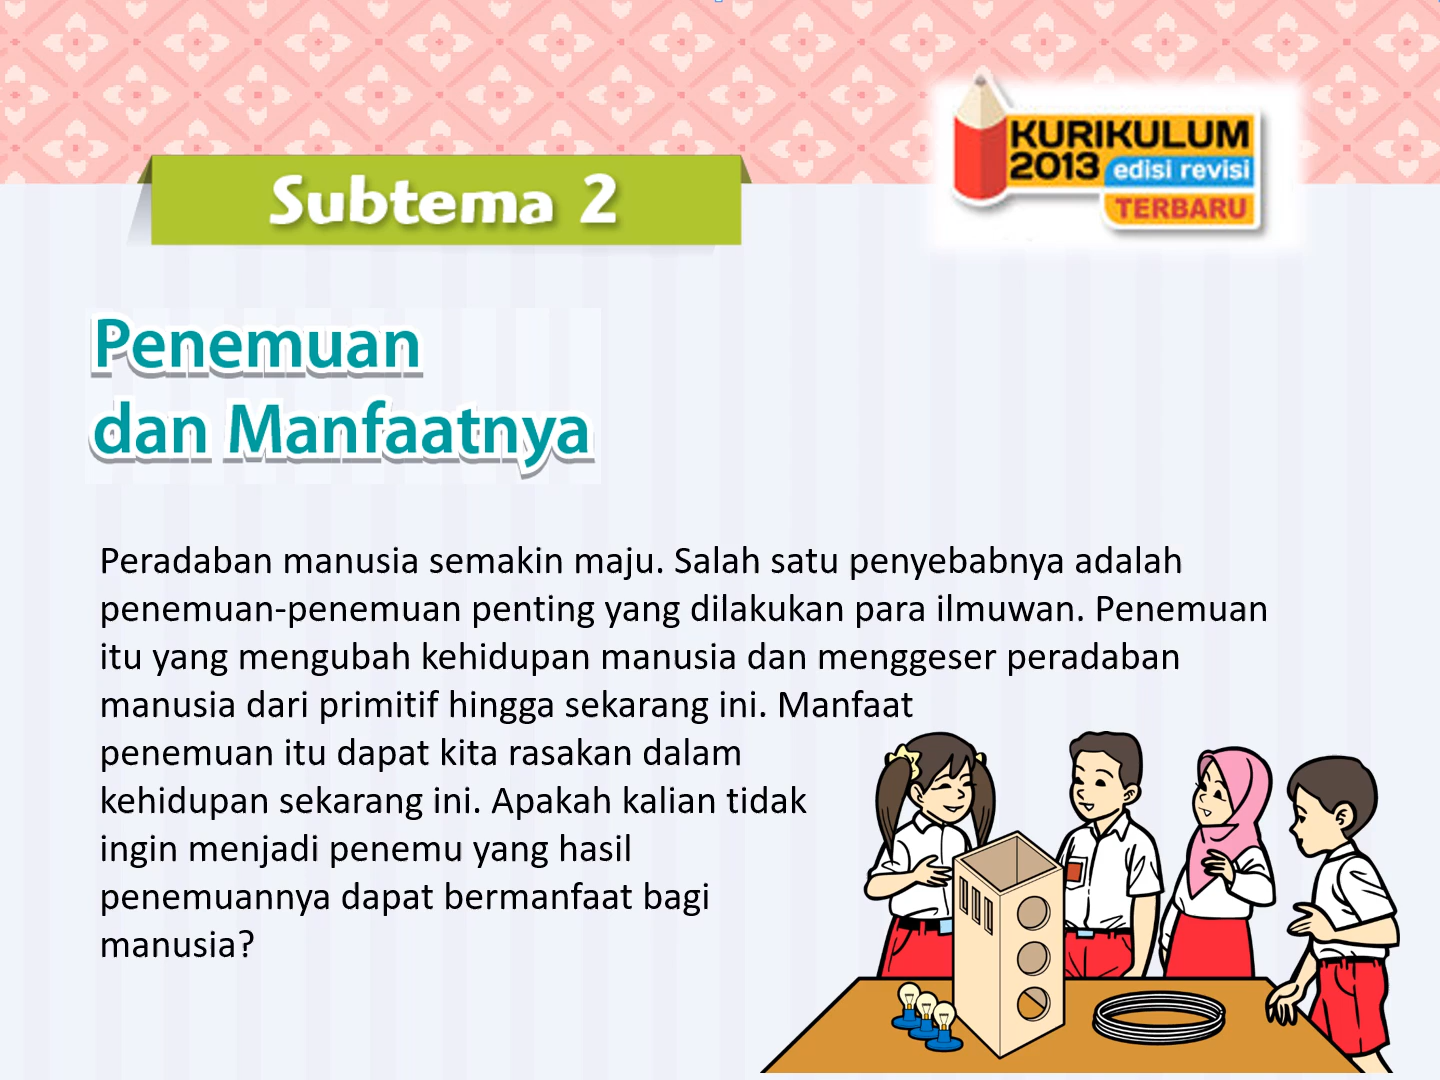 KURIKULUM
2013 edisi revisi
TERBARU
Subtema 2
Penemuan
dan Manfaatnya
Peradaban manusia semakin maju. Salah satu penyebabnya adalah
penemuan-penemuan penting yang dilakukan para ilmuwan. Penemuan
itu yang mengubah kehidupan manusia dan menggeser peradaban
manusia dari primitif hingga sekarang ini. Manfaat
penemuan itu dapat kita rasakan dalam
kehidupan sekarang ini. Apakah kalian tidak
ingin menjadi penemu yang hasil
penemuannya dapat bermanfaat bagi
manusia?